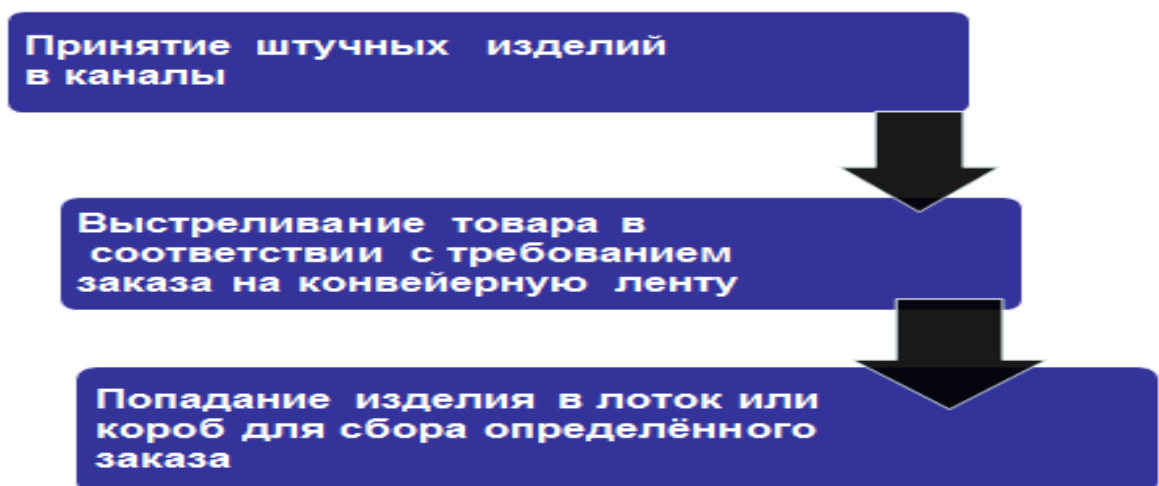 Принятие штучных изделий
в каналы
Выстреливание товара в
соответствии с требованием
заказа на конвейерную ленту
Попадание изделия в лоток или
короб для сбора определённого
заказа